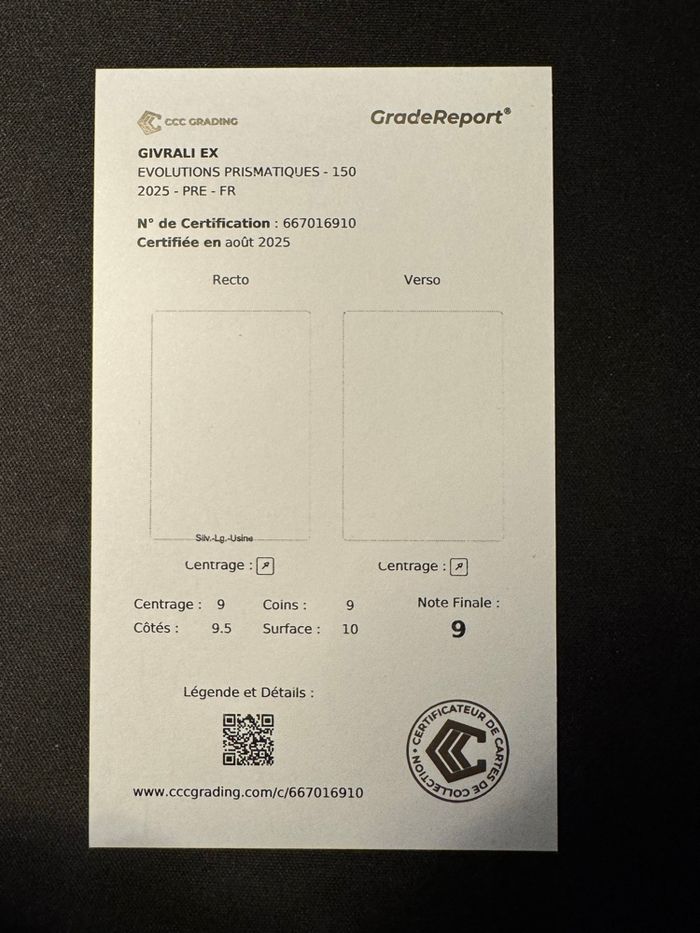 CCC GRADING
GradeReport®
GIVRALI EX
EVOLUTIONS PRISMATIQUES - 150
2025 - PRE - FR
N° de Certification : 667016910
Certifiée en août 2025
Recto Verso
Silv.-Lg.-Usine
Centrage : Centrage :
Centrage : 9 Coins : 9 Note Finale :
Côtés : 9.5 Surface : 10 9
Légende et Détails :
CERTIFICATEUR DE CARTES DE COLLECTION •
www.cccgrading.com/c/667016910